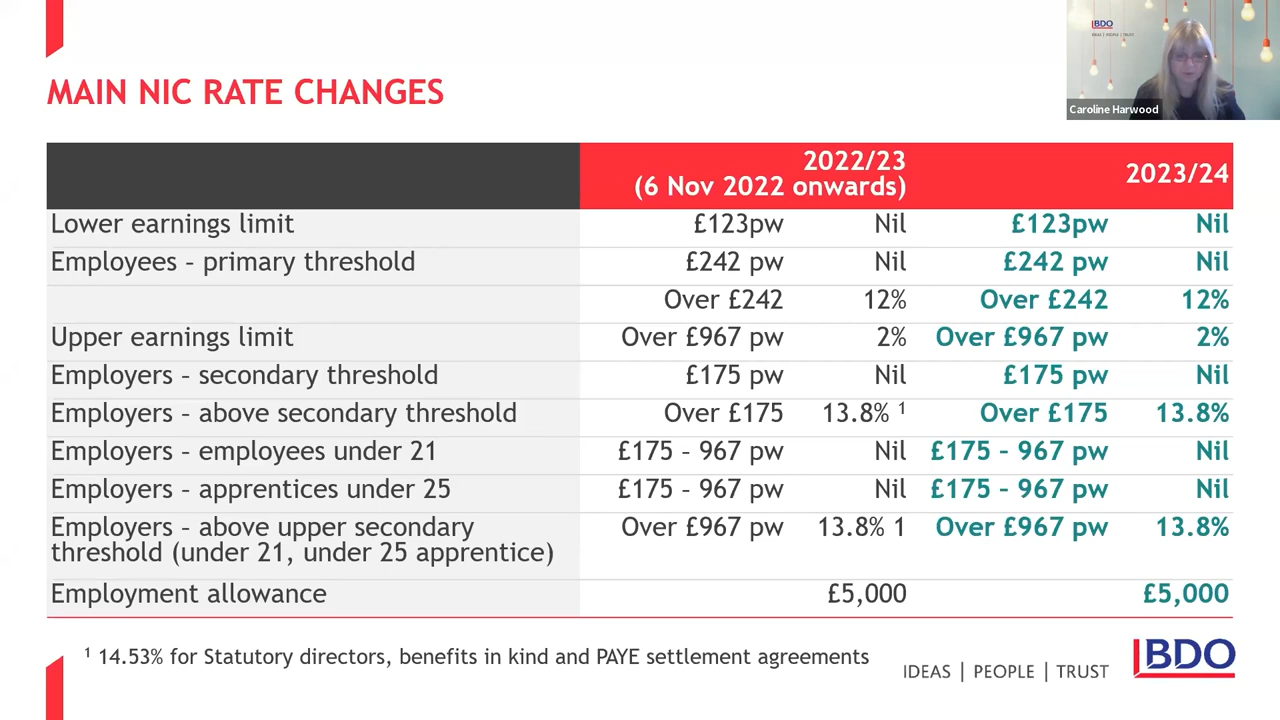 BDO
IDEAS | PEOPLE | TRUST
Caroline Harwood
MAIN NIC RATE CHANGES
2022/23
(6 Nov 2022 onwards)
2023/24
Lower earnings limit £123pw Nil £123pw Nil
Employees – primary threshold £242 pw Nil £242 pw Nil
Over £242 12% Over £242 12%
Upper earnings limit Over £967 pw 2% Over £967 pw 2%
Employers – secondary threshold £175 pw Nil £175 pw Nil
Employers – above secondary threshold Over £175 13.8% ¹ Over £175 13.8%
Employers – employees under 21 £175 – 967 pw Nil £175 – 967 pw Nil
Employers – apprentices under 25 £175 – 967 pw Nil £175 – 967 pw Nil
Employers – above upper secondary Over £967 pw 13.8% 1 Over £967 pw 13.8%
threshold (under 21, under 25 apprentice)
Employment allowance £5,000 £5,000
¹ 14.53% for Statutory directors, benefits in kind and PAYE settlement agreements
IDEAS | PEOPLE | TRUST
BDO